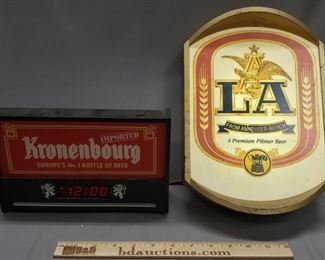 IMPORTED
Kronenbourg
EUROPE'S No.1 BOTTLE OF BEER
12:00
A
LA
FROM ANHEUSER-BUSCH
A Premium Pilsner Beer
bdauctions.com